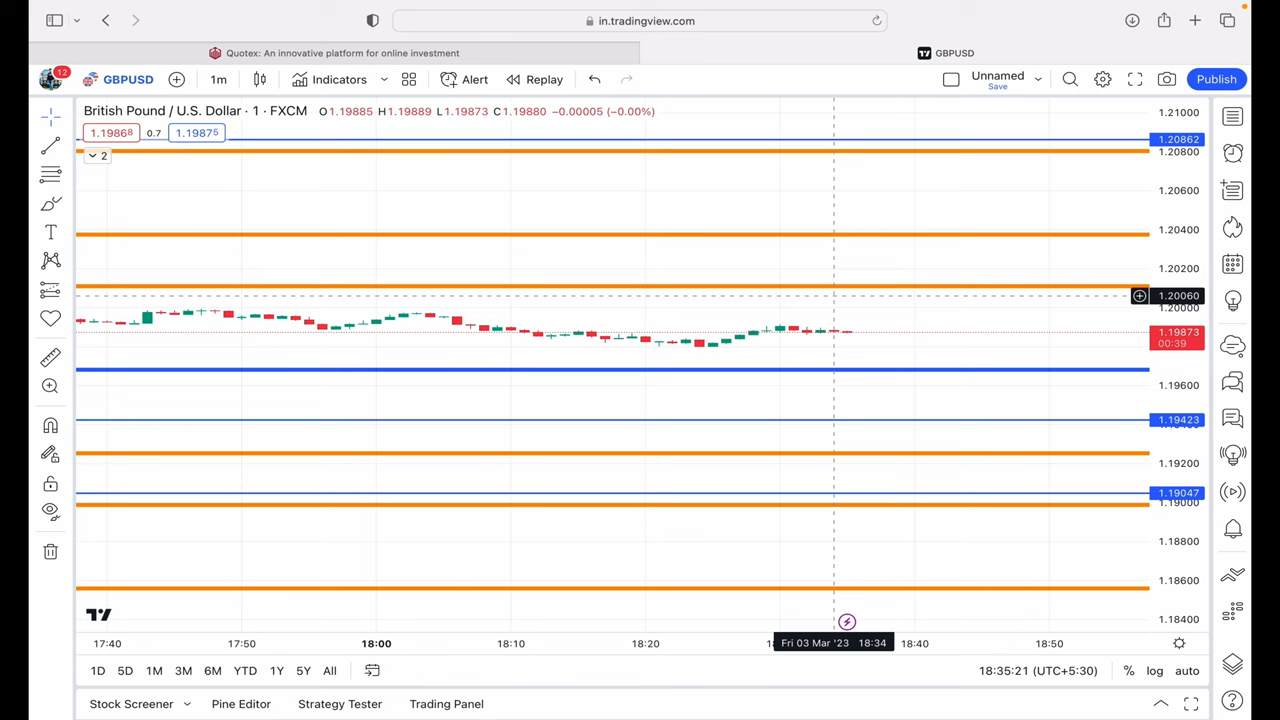 in.tradingview.com
Quotex: An innovative platform for online investment
GBPUSD
12
GBPUSD
1m
Indicators
Alert
Replay
Unnamed
Save
Publish
British Pound / U.S. Dollar · 1 · FXCM O1.19885 H1.19889 L1.19873 C1.19880 −0.00005 (−0.00%)
1.19868 0.7 1.19875
2
1.21000
1.20862
1.20800
1.20600
1.20400
1.20200
1.20060
1.20000
1.19873
00:39
1.19600
1.19423
1.19200
1.19047
1.19000
1.18800
1.18600
1.18400
17:40 17:50 18:00 18:10 18:20 Fri 03 Mar '23 18:34 18:40 18:50
1D 5D 1M 3M 6M YTD 1Y 5Y All 18:35:21 (UTC+5:30) % log auto
Stock Screener Pine Editor Strategy Tester Trading Panel